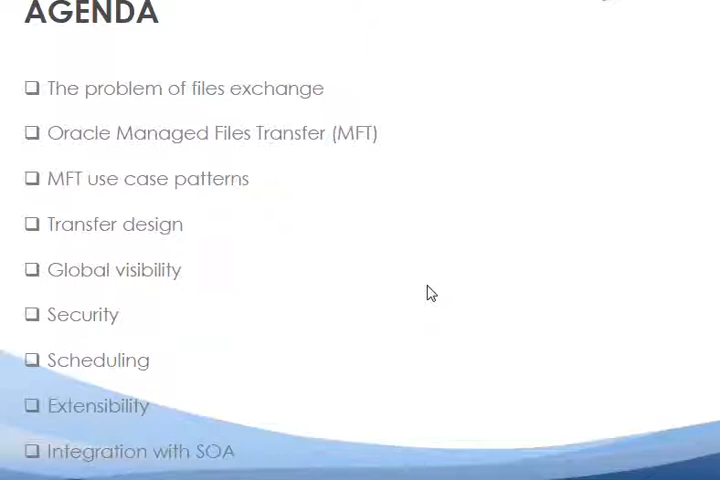 AGENDA
The problem of files exchange
Oracle Managed Files Transfer (MFT)
MFT use case patterns
Transfer design
Global visibility
Security
Scheduling
Extensibility
Integration with SOA